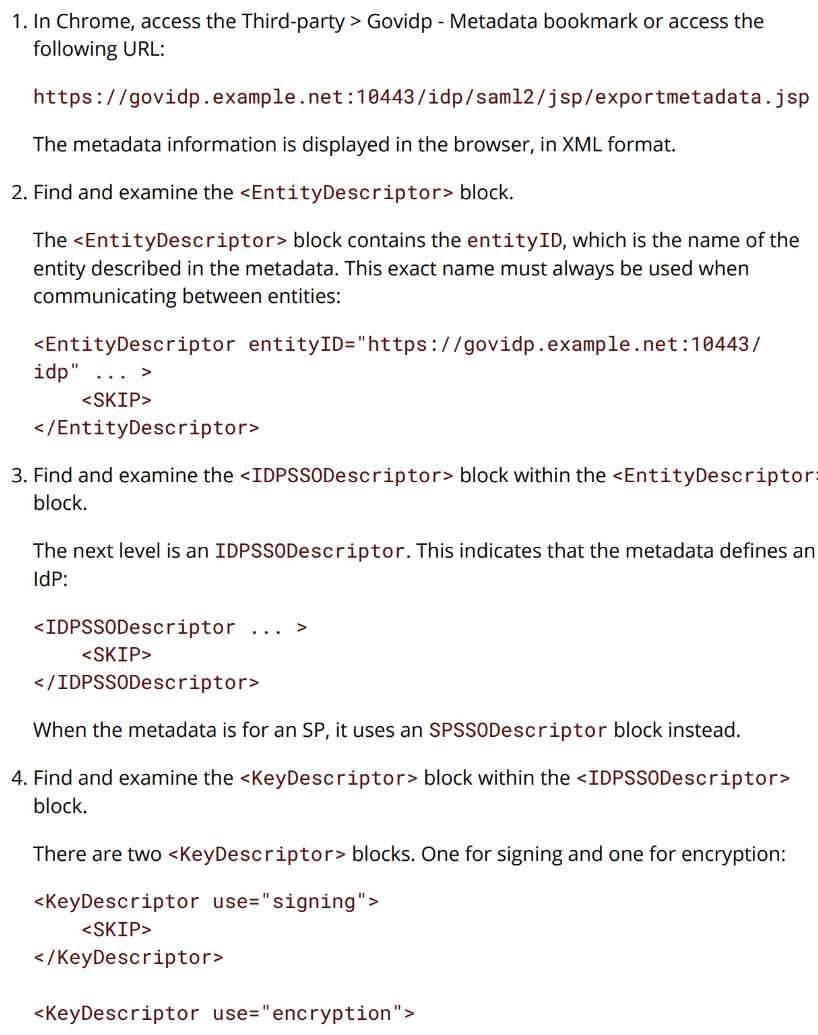 1. In Chrome, access the Third-party > Govidp - Metadata bookmark or access the
following URL:
https://govidp.example.net:10443/idp/saml2/jsp/exportmetadata.jsp
The metadata information is displayed in the browser, in XML format.
2. Find and examine the <EntityDescriptor> block.
The <EntityDescriptor> block contains the entityID, which is the name of the
entity described in the metadata. This exact name must always be used when
communicating between entities:
<EntityDescriptor entityID="https://govidp.example.net:10443/
idp" ... >
<SKIP>
</EntityDescriptor>
3. Find and examine the <IDPSSODescriptor> block within the <EntityDescriptor>
block.
The next level is an IDPSSODescriptor. This indicates that the metadata defines an
IdP:
<IDPSSODescriptor ... >
<SKIP>
</IDPSSODescriptor>
When the metadata is for an SP, it uses an SPSSODescriptor block instead.
4. Find and examine the <KeyDescriptor> block within the <IDPSSODescriptor>
block.
There are two <KeyDescriptor> blocks. One for signing and one for encryption:
<KeyDescriptor use="signing">
<SKIP>
</KeyDescriptor>
<KeyDescriptor use="encryption">